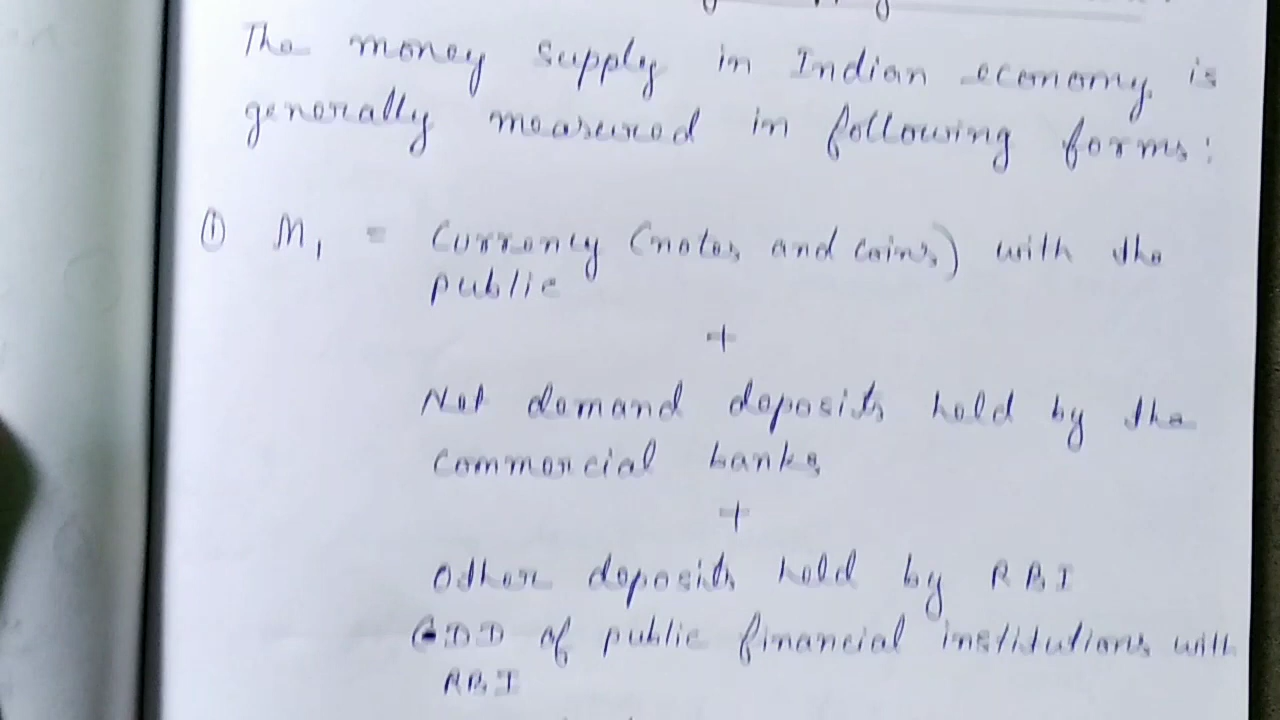 The money supply in Indian economy is
generally measured in following forms:
① M₁ = Currency (notes and coins) with the
public
+
Net demand deposits held by the
commercial banks
+
Other deposits held by RBI
(DD of public financial institutions with
RBI